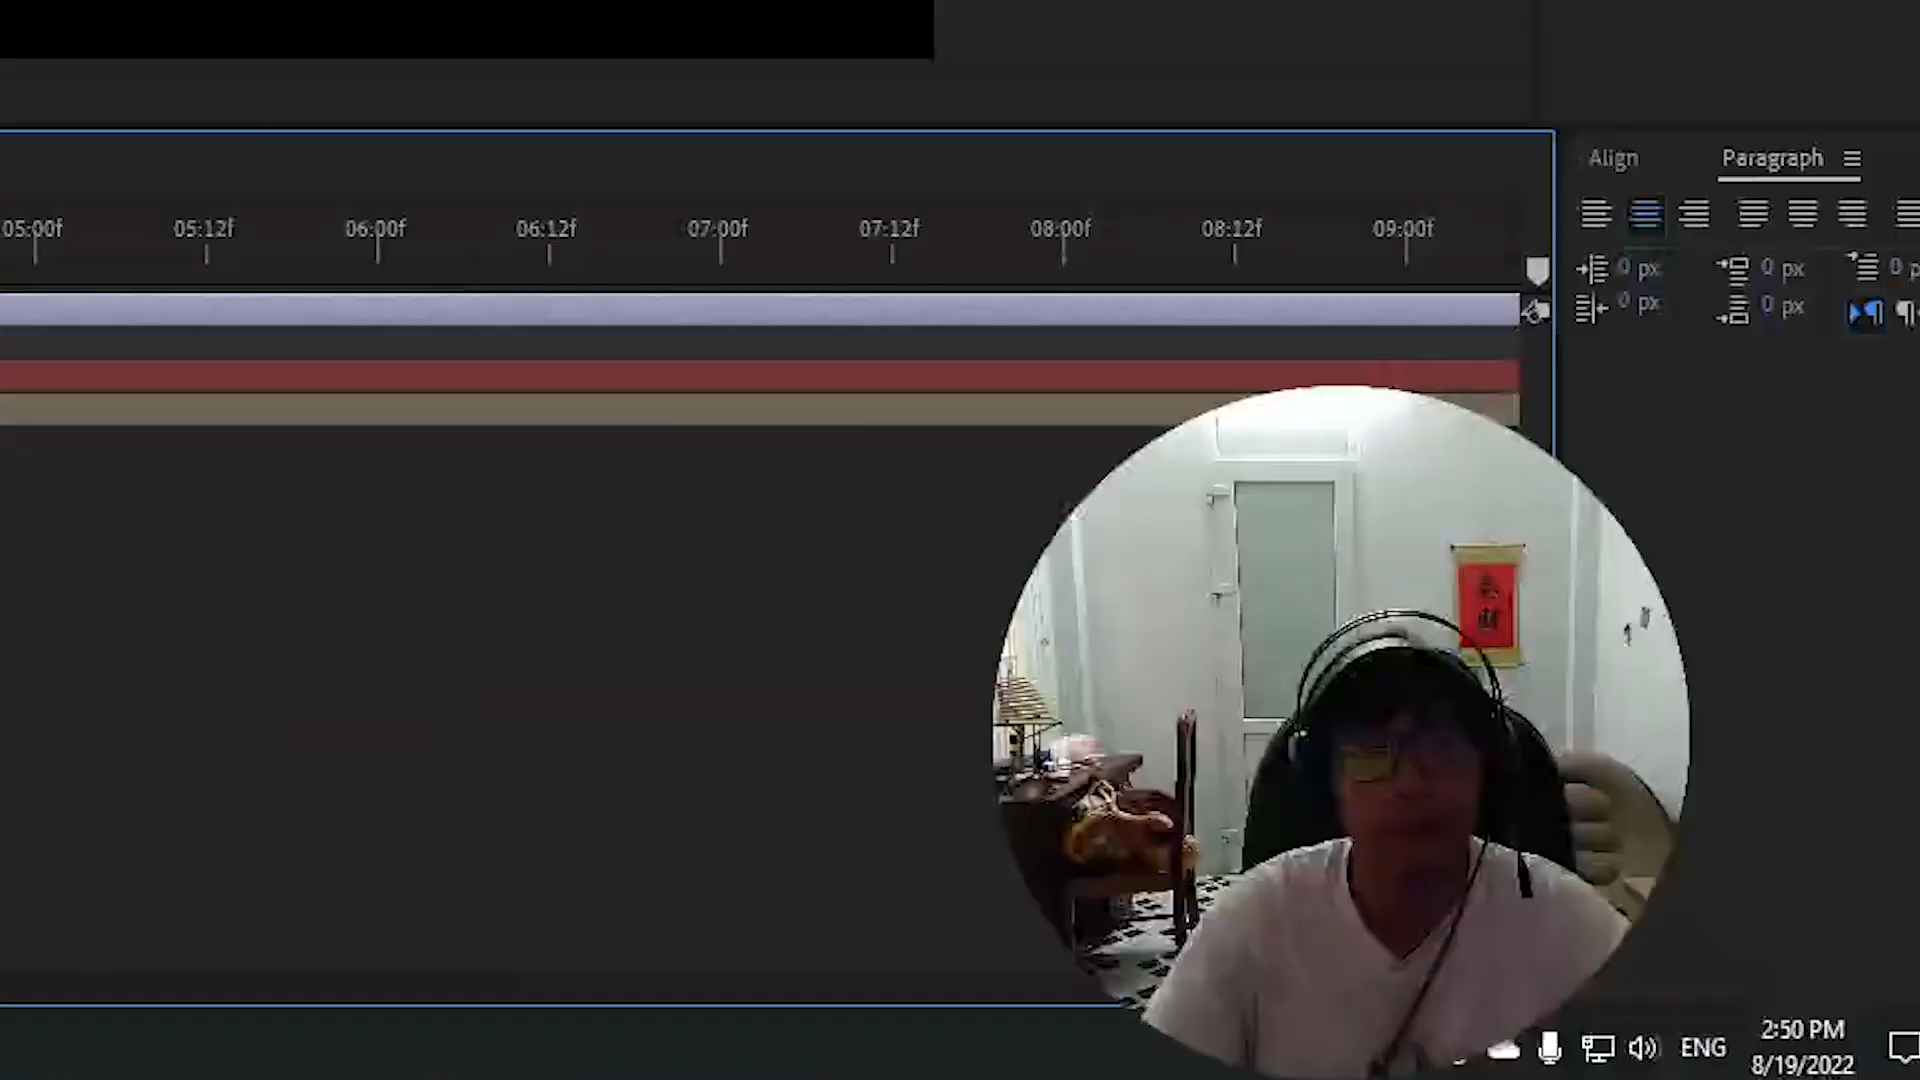 Align Paragraph
05:00f 05:12f 06:00f 06:12f 07:00f 07:12f 08:00f 08:12f 09:00f
0 px 0 px 0 p
0 px 0 px
ENG 2:50 PM
8/19/2022